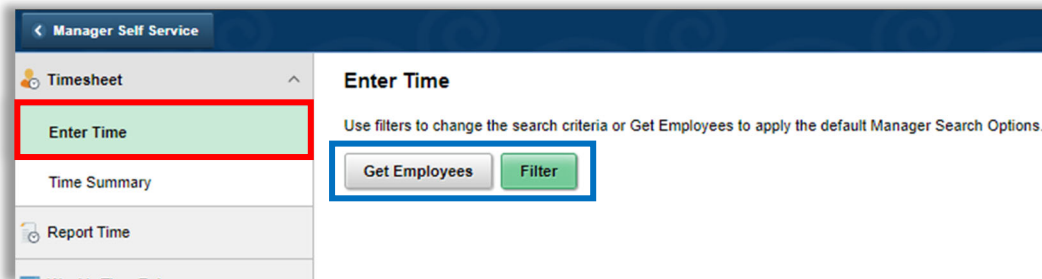 Manager Self Service
Timesheet
Enter Time
Enter Time
Use filters to change the search criteria or Get Employees to apply the default Manager Search Options.
Get Employees
Filter
Time Summary
Report Time